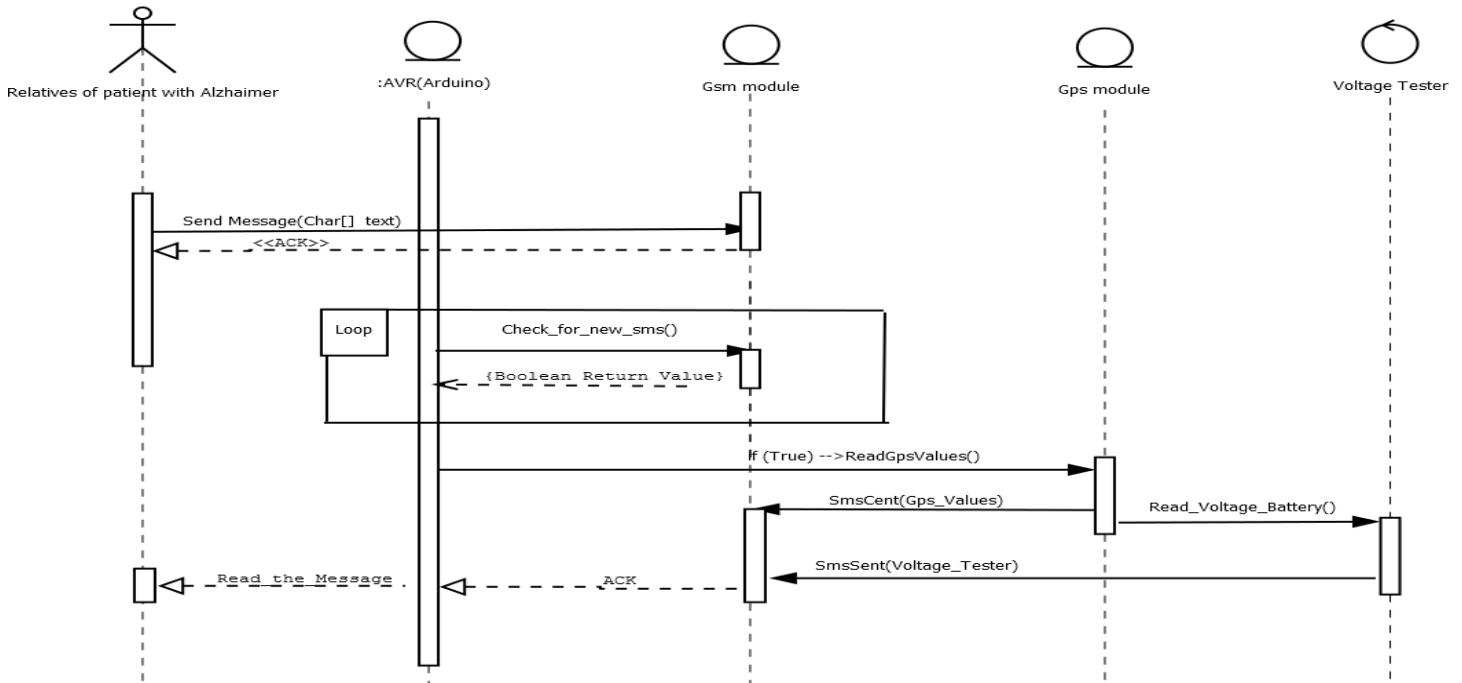 Relatives of patient with Alzhaimer
:AVR(Arduino)
Gsm module
Gps module
Voltage Tester
Send Message(Char[] text)
<<ACK>>
Loop
Check_for_new_sms()
{Boolean Return Value}
If (True) -->ReadGpsValues()
SmsCent(Gps_Values)
Read_Voltage_Battery()
SmsSent(Voltage_Tester)
Read the Message
ACK